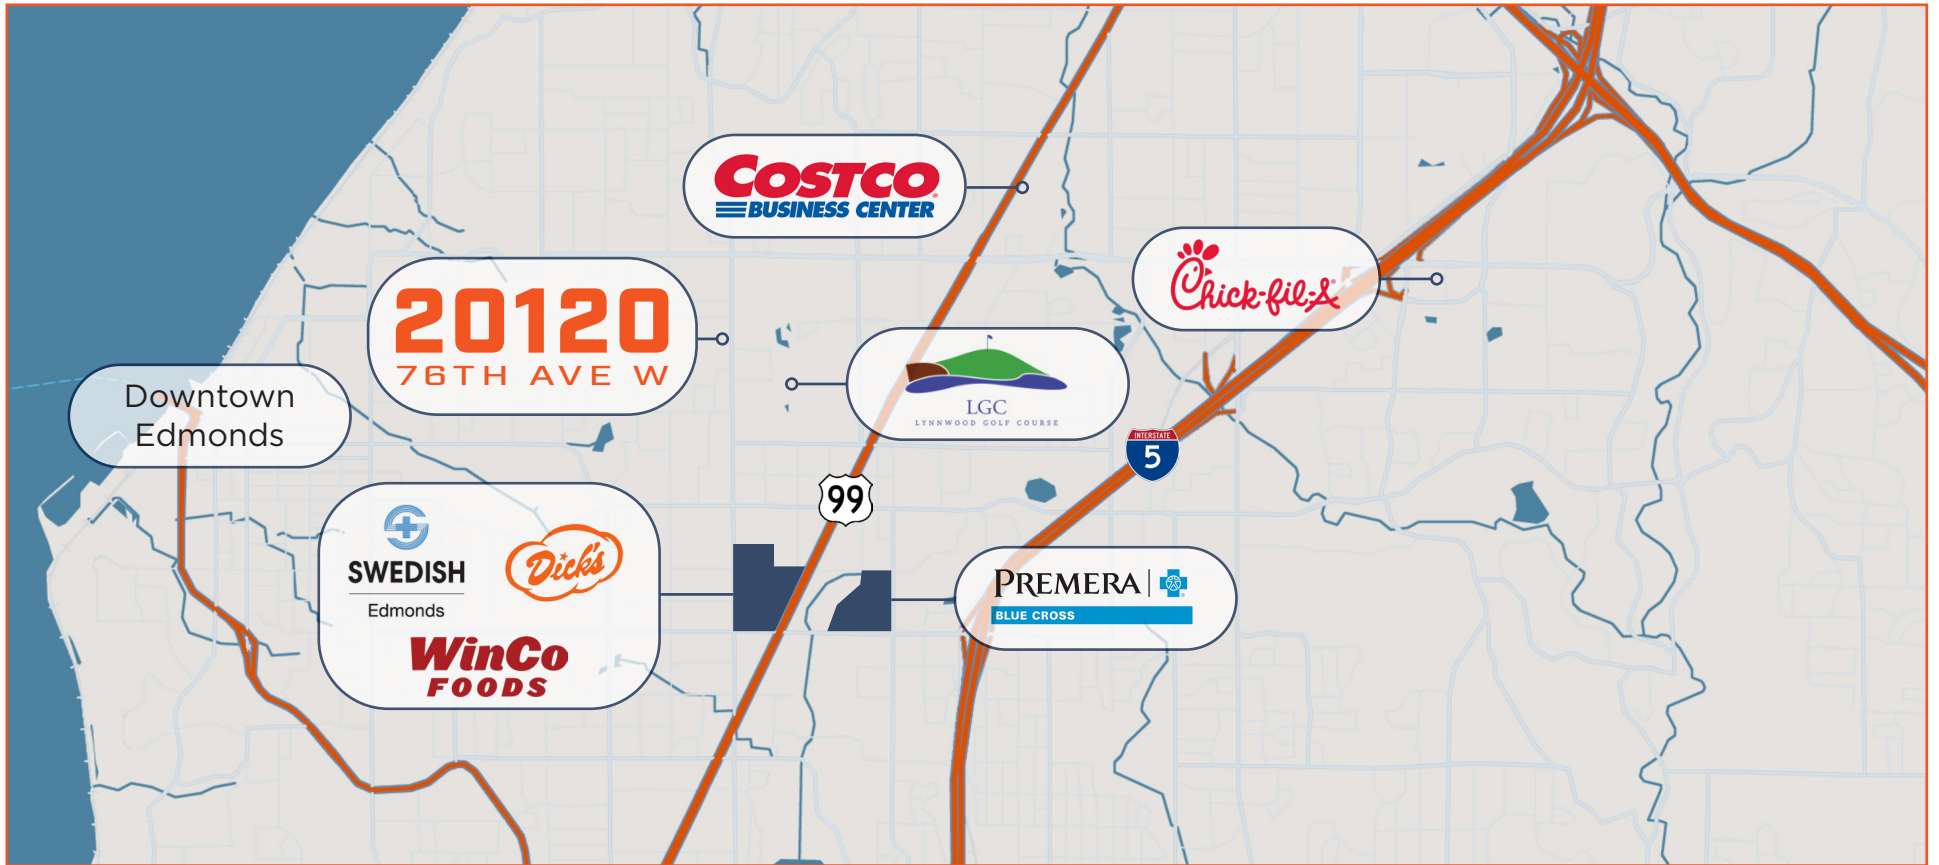 COSTCO
BUSINESS CENTER
Chick-fil-A
20120
76TH AVE W
LGC
LYNNWOOD GOLF COURSE
Downtown
Edmonds
INTERSTATE
5
99
SWEDISH
Edmonds
Dick's
WinCo
FOODS
PREMERA
BLUE CROSS